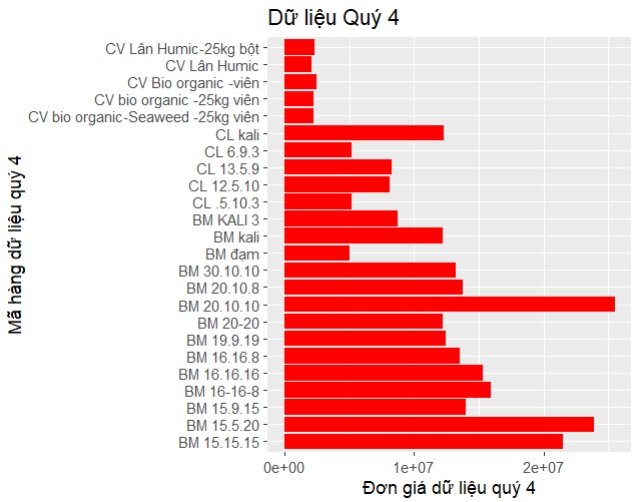 Dữ liệu Quý 4
CV Lân Humic-25kg bột
CV Lân Humic
CV Bio organic -viên
CV bio organic -25kg viên
CV bio organic-Seaweed -25kg viên
CL kali
CL 6.9.3
CL 13.5.9
CL 12.5.10
CL .5.10.3
BM KALI 3
BM kali
BM đạm
BM 30.10.10
BM 20.10.8
BM 20.10.10
BM 20-20
BM 19.9.19
BM 16.16.8
BM 16.16.16
BM 16-16-8
BM 15.9.15
BM 15.5.20
BM 15.15.15
Mã hàng dữ liệu quý 4
0e+00 1e+07 2e+07
Đơn giá dữ liệu quý 4